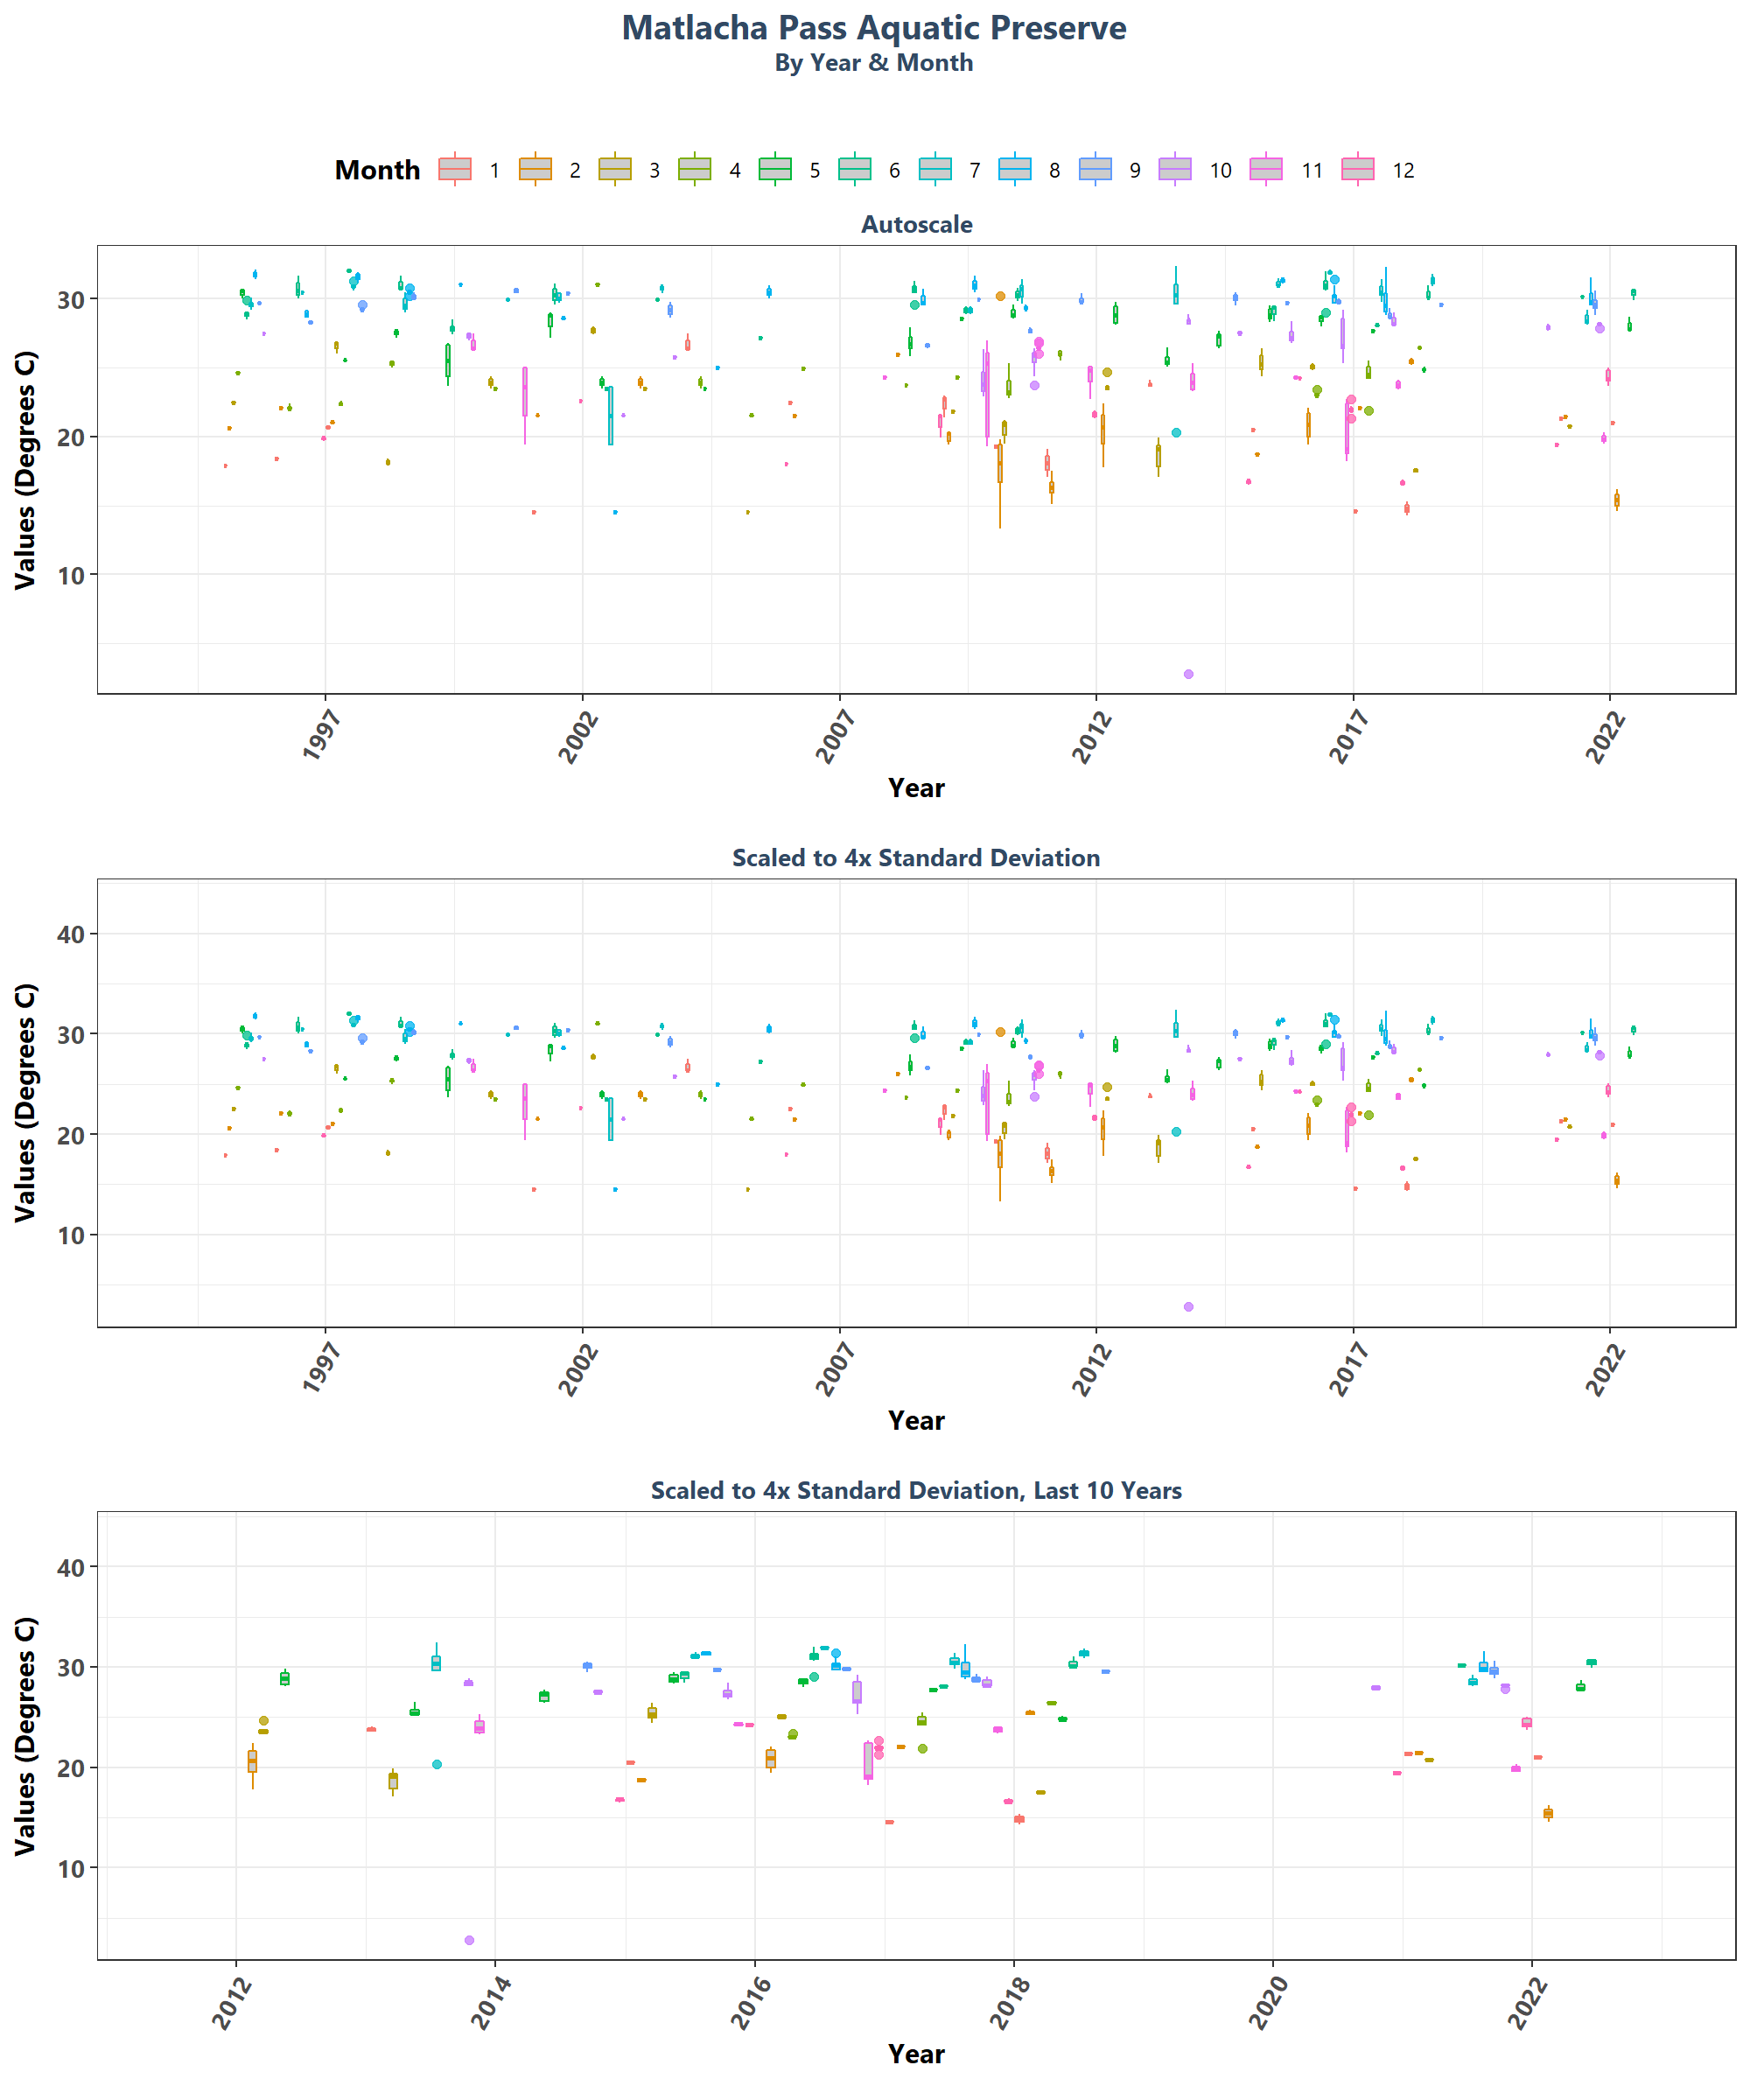 Matlacha Pass Aquatic Preserve
By Year & Month
Month 1 2 3 4 5 6 7 8 9 10 11 12
Autoscale
Values (Degrees C)
30
20
10
1997 2002 2007 2012 2017 2022
Year
Scaled to 4x Standard Deviation
Values (Degrees C)
40
30
20
10
1997 2002 2007 2012 2017 2022
Year
Scaled to 4x Standard Deviation, Last 10 Years
Values (Degrees C)
40
30
20
10
2012 2014 2016 2018 2020 2022
Year